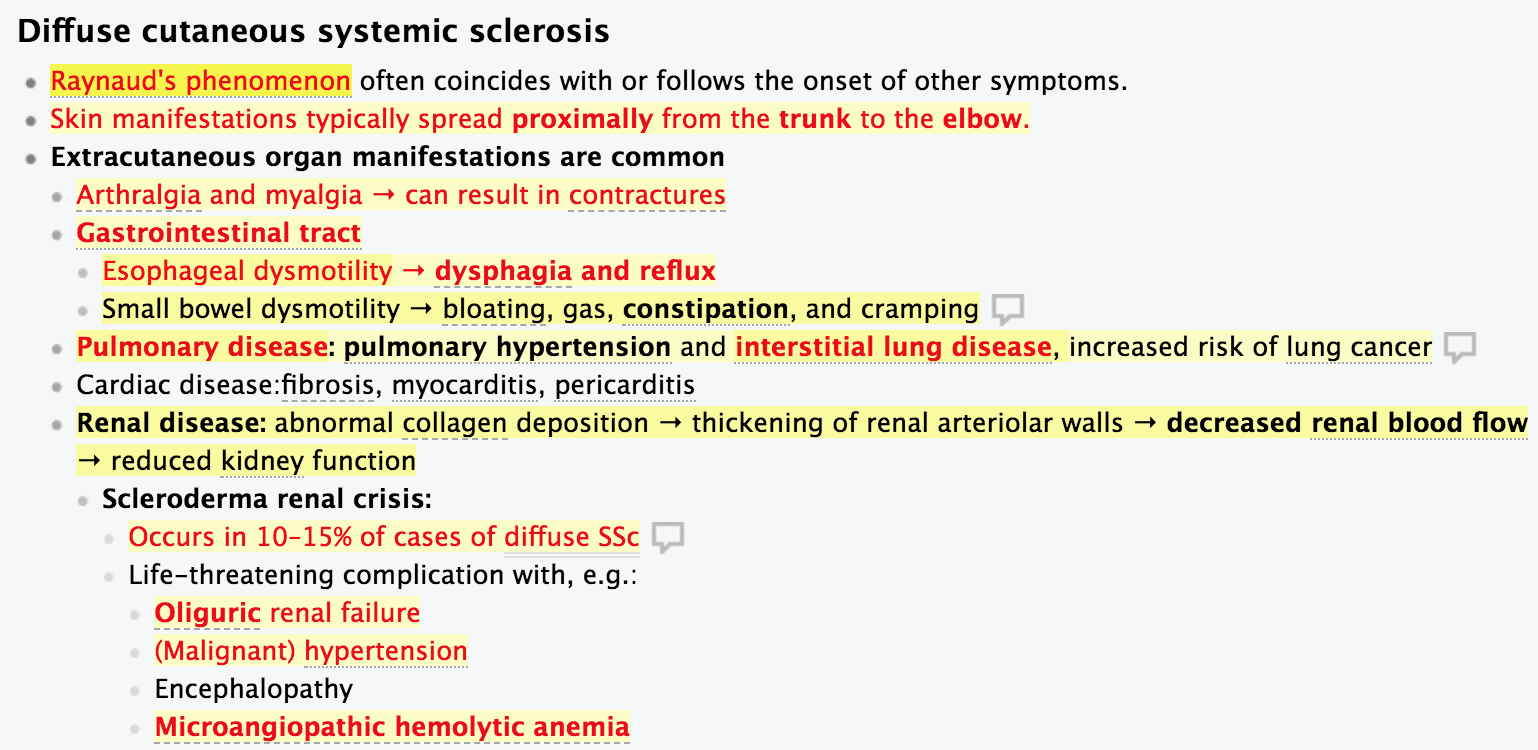 Diffuse cutaneous systemic sclerosis
Raynaud's phenomenon often coincides with or follows the onset of other symptoms.
Skin manifestations typically spread proximally from the trunk to the elbow.
Extracutaneous organ manifestations are common
Arthralgia and myalgia → can result in contractures
Gastrointestinal tract
Esophageal dysmotility → dysphagia and reflux
Small bowel dysmotility → bloating, gas, constipation, and cramping
Pulmonary disease: pulmonary hypertension and interstitial lung disease, increased risk of lung cancer
Cardiac disease:fibrosis, myocarditis, pericarditis
Renal disease: abnormal collagen deposition → thickening of renal arteriolar walls → decreased renal blood flow
→ reduced kidney function
Scleroderma renal crisis:
Occurs in 10–15% of cases of diffuse SSc
Life-threatening complication with, e.g.:
Oliguric renal failure
(Malignant) hypertension
Encephalopathy
Microangiopathic hemolytic anemia